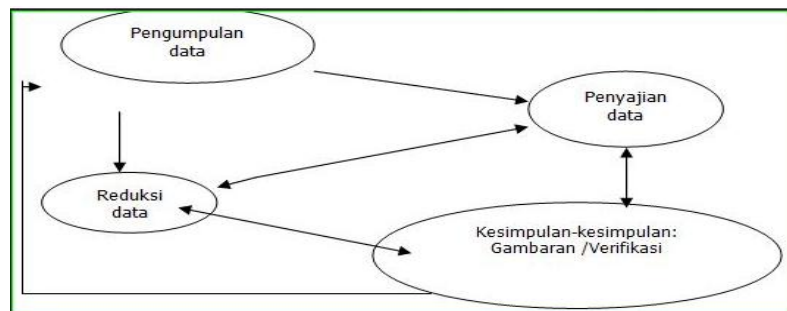 Pengumpulan
data
Penyajian
data
Reduksi
data
Kesimpulan-kesimpulan:
Gambaran /Verifikasi